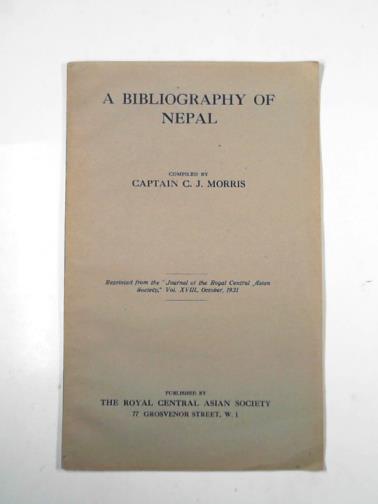 A BIBLIOGRAPHY OF
NEPAL
COMPILED BY
CAPTAIN C. J. MORRIS
Reprinted from the "Journal of the Royal Central Asian
Society," Vol. XVIII, October, 1931
PUBLISHED BY
THE ROYAL CENTRAL ASIAN SOCIETY
77 GROSVENOR STREET, W. 1